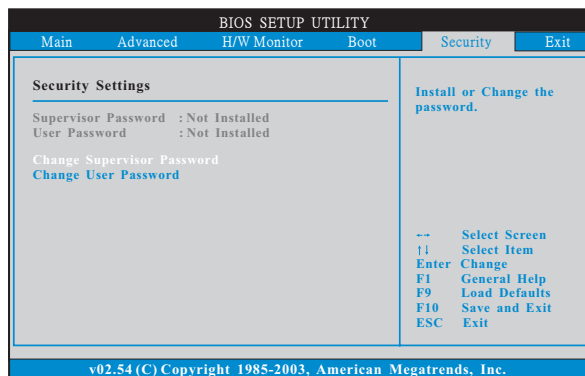 BIOS SETUP UTILITY
Main Advanced H/W Monitor Boot Security Exit
Security Settings
Supervisor Password : Not Installed
User Password : Not Installed
Change Supervisor Password
Change User Password
Install or Change the
password.
←→ Select Screen
↑↓ Select Item
Enter Change
F1 General Help
F9 Load Defaults
F10 Save and Exit
ESC Exit
v02.54 (C) Copyright 1985-2003, American Megatrends, Inc.